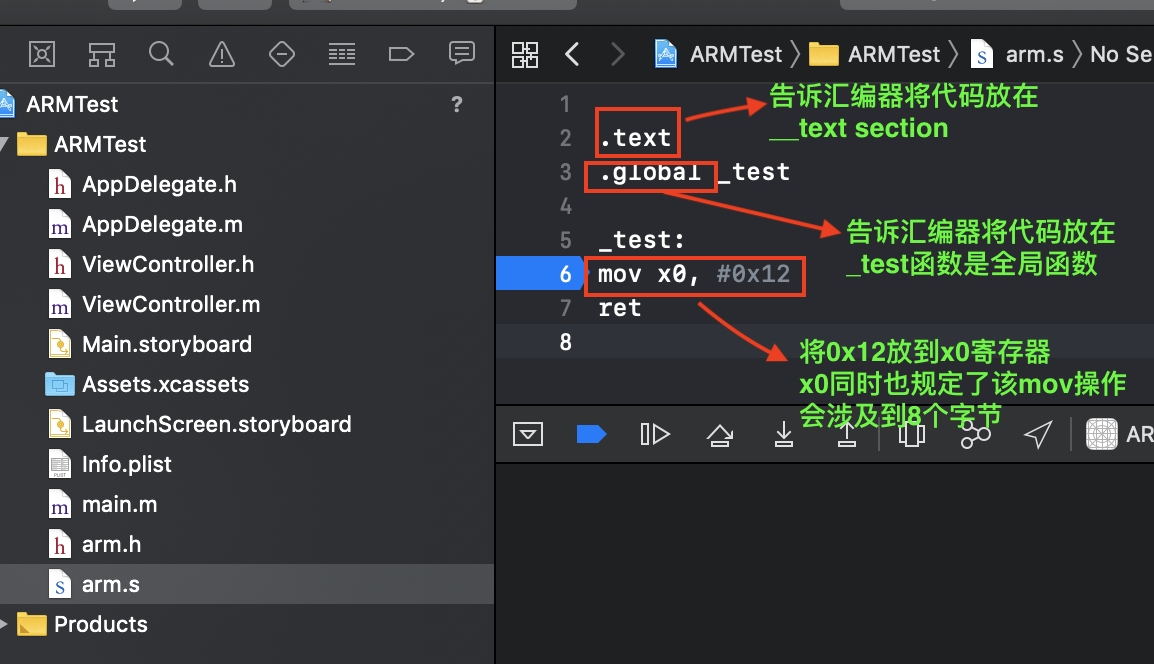 ARMTest
?
ARMTest
AppDelegate.h
AppDelegate.m
ViewController.h
ViewController.m
Main.storyboard
Assets.xcassets
LaunchScreen.storyboard
Info.plist
main.m
arm.h
arm.s
Products
ARMTest 〉 ARMTest 〉 arm.s 〉 No Se
1
2 .text
3 .global _test
4
5 _test:
6 mov x0, #0x12
7 ret
8
告诉汇编器将代码放在
__text section
告诉汇编器将代码放在
_test函数是全局函数
将0x12放到x0寄存器
x0同时也规定了该mov操作
会涉及到8个字节
AR